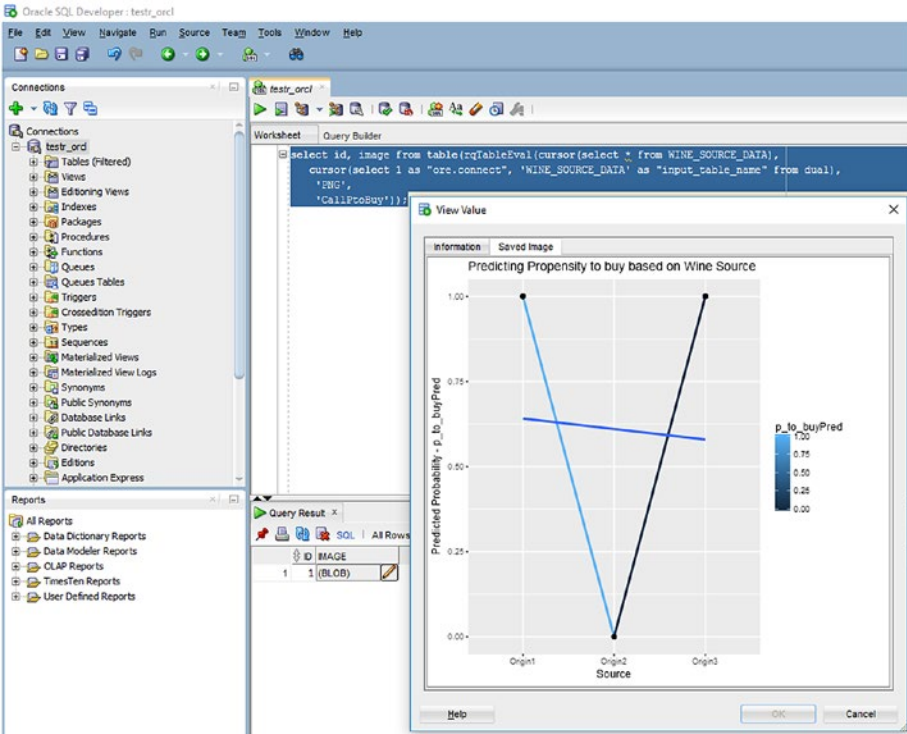 Oracle SQL Developer : testr_orcl
File Edit View Navigate Run Source Team Tools Window Help
Connections
testr_orcl
Worksheet Query Builder
Connections
testr_orcl
Tables (Filtered)
Views
Editioning Views
Indexes
Packages
Procedures
Functions
Queues
Queues Tables
Triggers
Crossedition Triggers
Types
Sequences
Materialized Views
Materialized View Logs
Synonyms
Public Synonyms
Database Links
Public Database Links
Directories
Editions
Application Express
select id, image from table(rqTableEval(cursor(select * from WINE_SOURCE_DATA),
cursor(select 1 as "ore.connect", 'WINE_SOURCE_DATA' as "input_table_name" from dual),
'PNG',
'CallPtoBuy'));
Reports
All Reports
Data Dictionary Reports
Data Modeler Reports
OLAP Reports
TimesTen Reports
User Defined Reports
Query Result
SQL | All Rows
ID IMAGE
1 1 (BLOB)
View Value
Information Saved Image
Predicting Propensity to buy based on Wine Source
Predicted Probability - p_to_buyPred
1.00
0.75
0.50
0.25
0.00
Origin1 Origin2 Origin3
Source
p_to_buyPred
1.00
0.75
0.50
0.25
0.00
Help OK Cancel